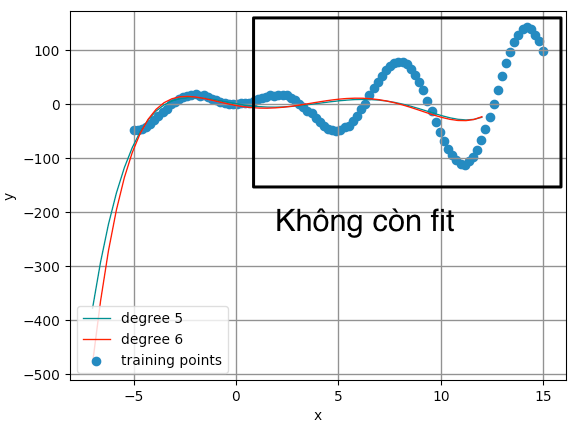 100
0
−100
−200
−300
−400
−500
y
Không còn fit
degree 5
degree 6
training points
−5
0
5
10
15
x